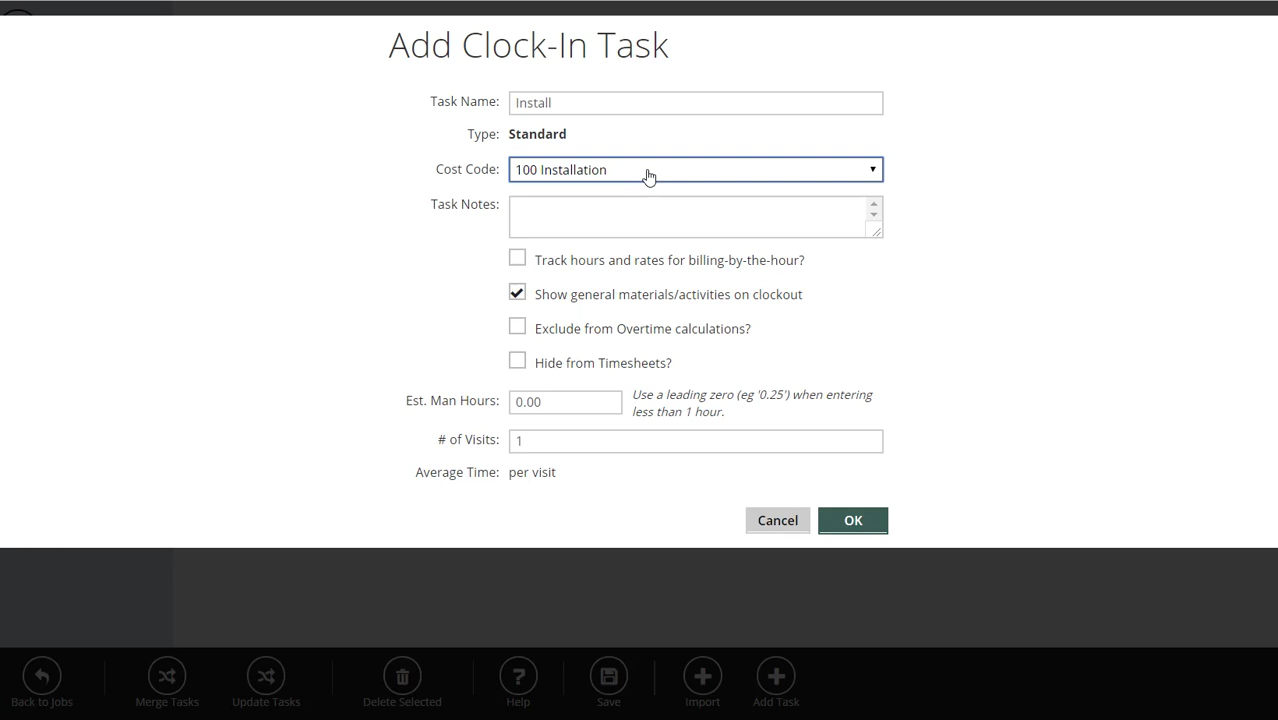 Add Clock-In Task
Task Name: Install
Type: Standard
Cost Code: 100 Installation
Task Notes:
Track hours and rates for billing-by-the-hour?
Show general materials/activities on clockout
Exclude from Overtime calculations?
Hide from Timesheets?
Est. Man Hours: 0.00 Use a leading zero (eg '0.25') when entering
less than 1 hour.
# of Visits: 1
Average Time: per visit
Cancel OK
Back to Jobs Merge Tasks Update Tasks Delete Selected Help Save Import Add Task